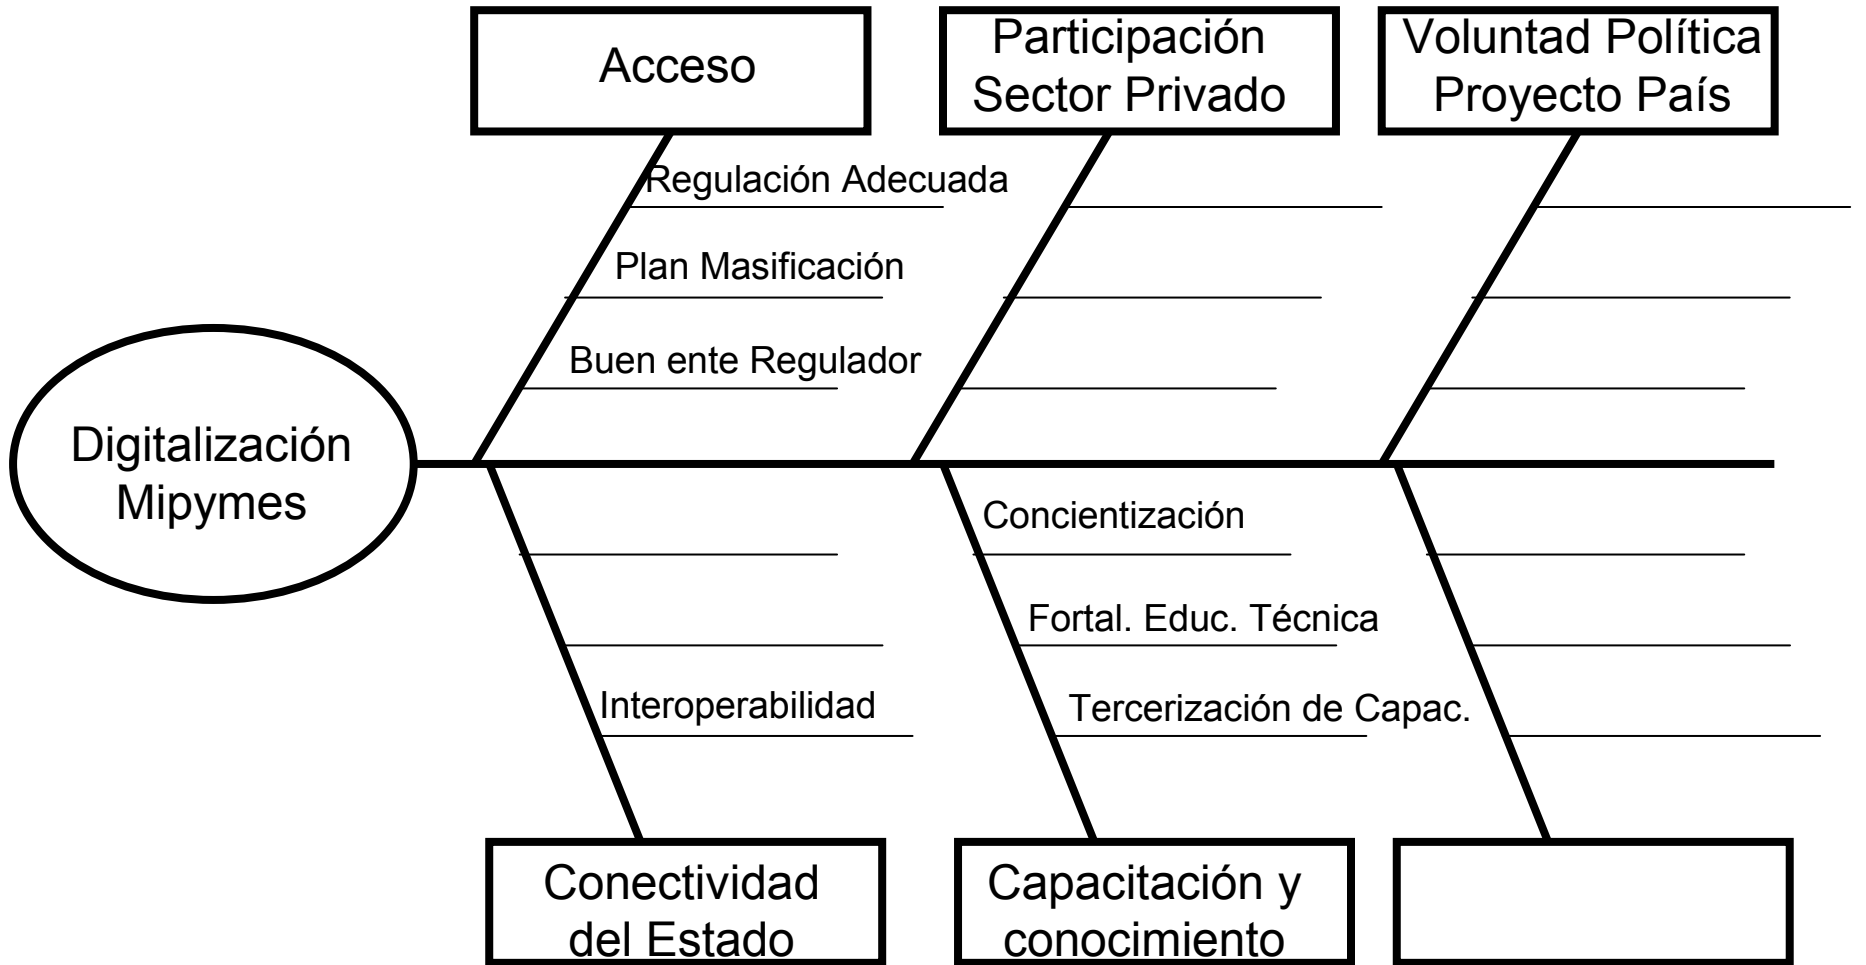 Acceso
Participación
Sector Privado
Voluntad Política
Proyecto País
Regulación Adecuada
Plan Masificación
Buen ente Regulador
Digitalización
Mipymes
Concientización
Fortal. Educ. Técnica
Interoperabilidad
Tercerización de Capac.
Conectividad
del Estado
Capacitación y
conocimiento